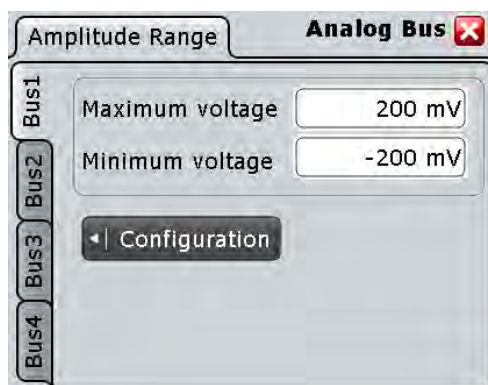 Amplitude Range
Analog Bus
Bus1
Maximum voltage 200 mV
Minimum voltage -200 mV
Bus2
Configuration
Bus3
Bus4